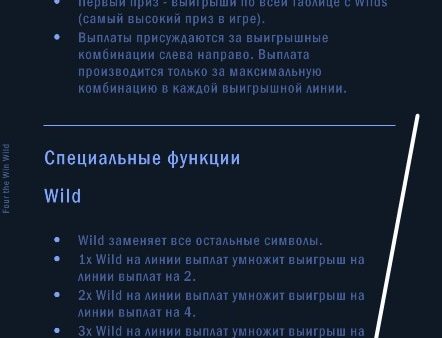 Первый приз - выигрыши по всей таблице с Wilds
(самый высокий приз в игре).
Выплаты присуждаются за выигрышные
комбинации слева направо. Выплата
производится только за максимальную
комбинацию в каждой выигрышной линии.
Специальные функции
Wild
Wild заменяет все остальные символы.
1x Wild на линии выплат умножит выигрыш на
линии выплат на 2.
2x Wild на линии выплат умножит выигрыш на
линии выплат на 4.
3x Wild на линии выплат умножит выигрыш на
Four the Win Wild